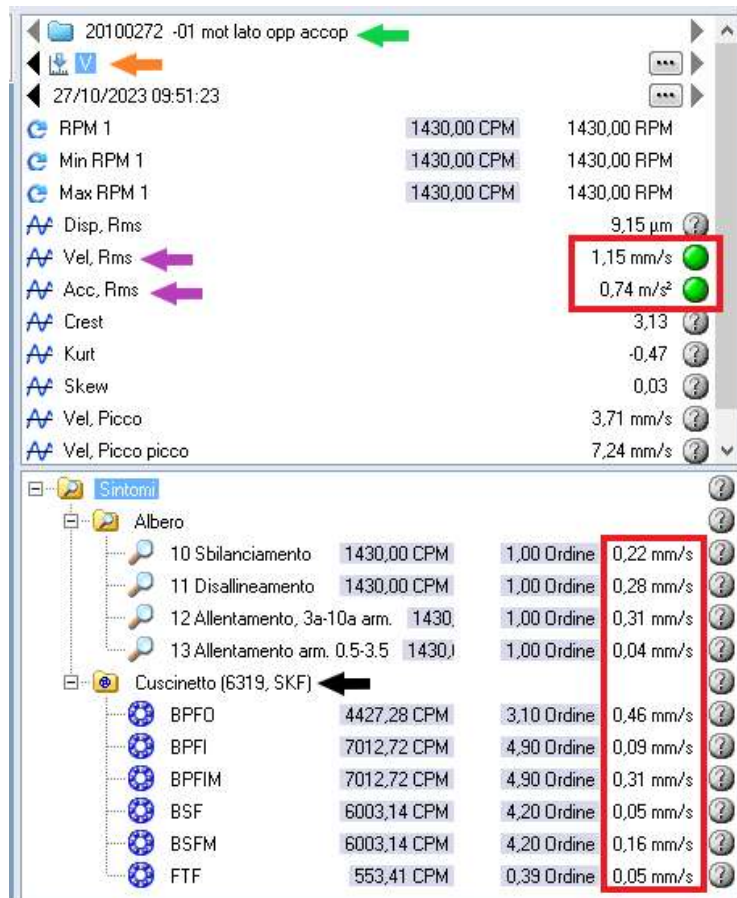 20100272 -01 mot lato opp accop
V
27/10/2023 09:51:23
RPM 1 1430,00 CPM 1430,00 RPM
Min RPM 1 1430,00 CPM 1430,00 RPM
Max RPM 1 1430,00 CPM 1430,00 RPM
Disp, Rms 9,15 µm
Vel, Rms 1,15 mm/s
Acc, Rms 0,74 m/s²
Crest 3,13
Kurt -0,47
Skew 0,03
Vel, Picco 3,71 mm/s
Vel, Picco picco 7,24 mm/s
Sintomi
Albero
10 Sbilanciamento 1430,00 CPM 1,00 Ordine 0,22 mm/s
11 Disallineamento 1430,00 CPM 1,00 Ordine 0,28 mm/s
12 Allentamento, 3a-10a arm. 1430, 1,00 Ordine 0,31 mm/s
13 Allentamento arm. 0.5-3.5 1430,0 1,00 Ordine 0,04 mm/s
Cuscinetto (6319, SKF)
BPFO 4427,28 CPM 3,10 Ordine 0,46 mm/s
BPFI 7012,72 CPM 4,90 Ordine 0,09 mm/s
BPFIM 7012,72 CPM 4,90 Ordine 0,31 mm/s
BSF 6003,14 CPM 4,20 Ordine 0,05 mm/s
BSFM 6003,14 CPM 4,20 Ordine 0,16 mm/s
FTF 553,41 CPM 0,39 Ordine 0,05 mm/s